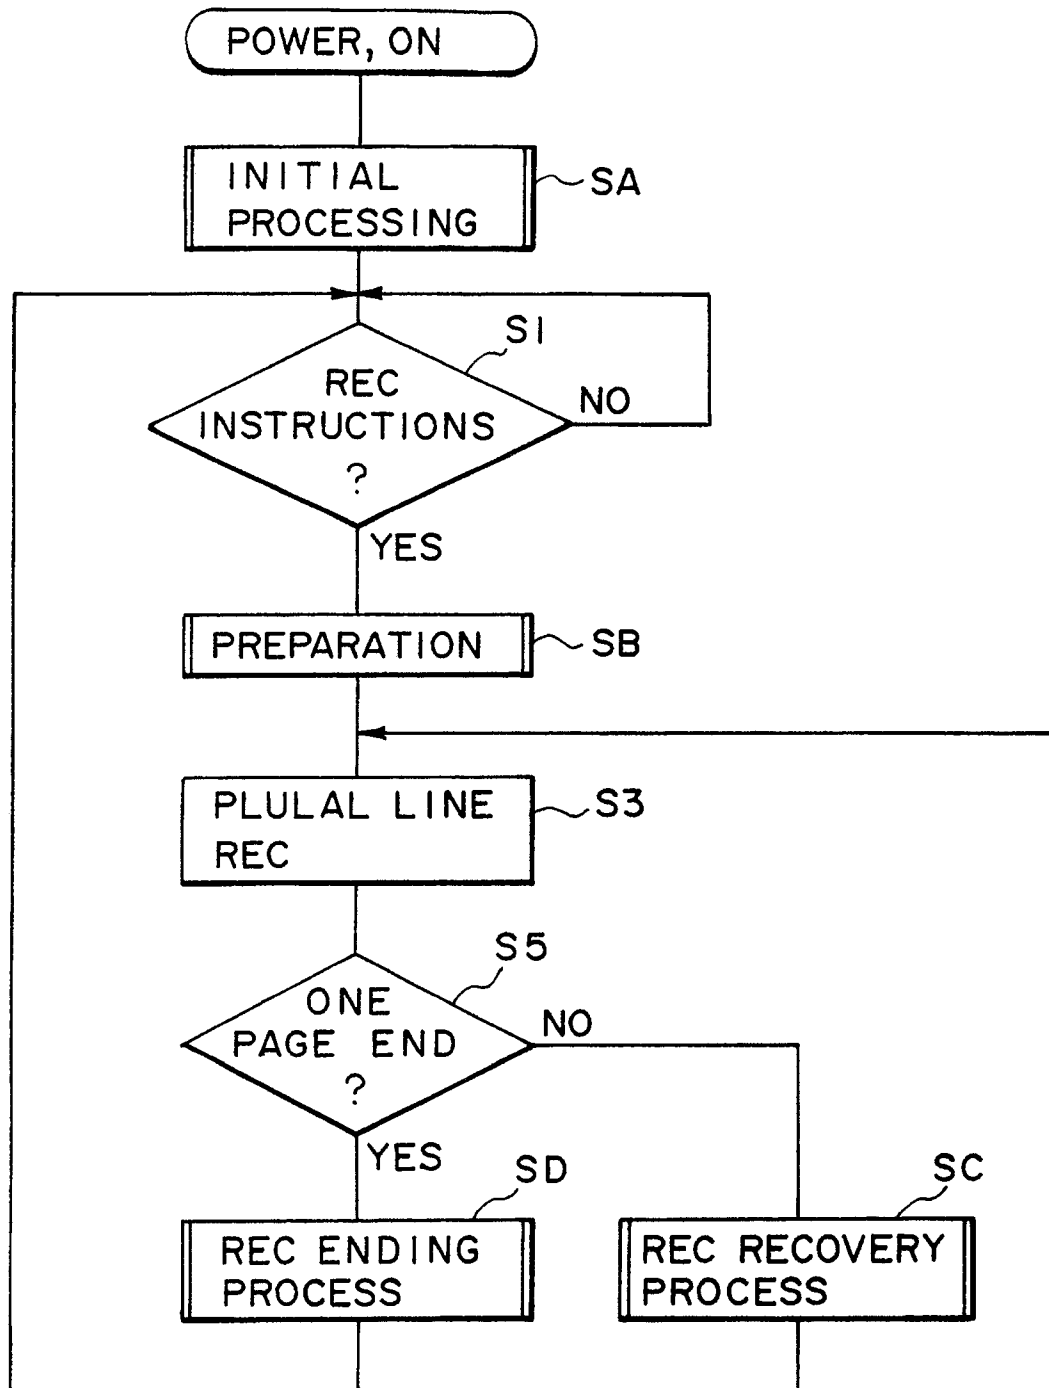 POWER, ON
INITIAL
PROCESSING
SA
S1
REC
INSTRUCTIONS
?
NO
YES
PREPARATION
SB
PLULAL LINE
REC
S3
S5
ONE
PAGE END
?
NO
YES
SD
SC
REC ENDING
PROCESS
REC RECOVERY
PROCESS